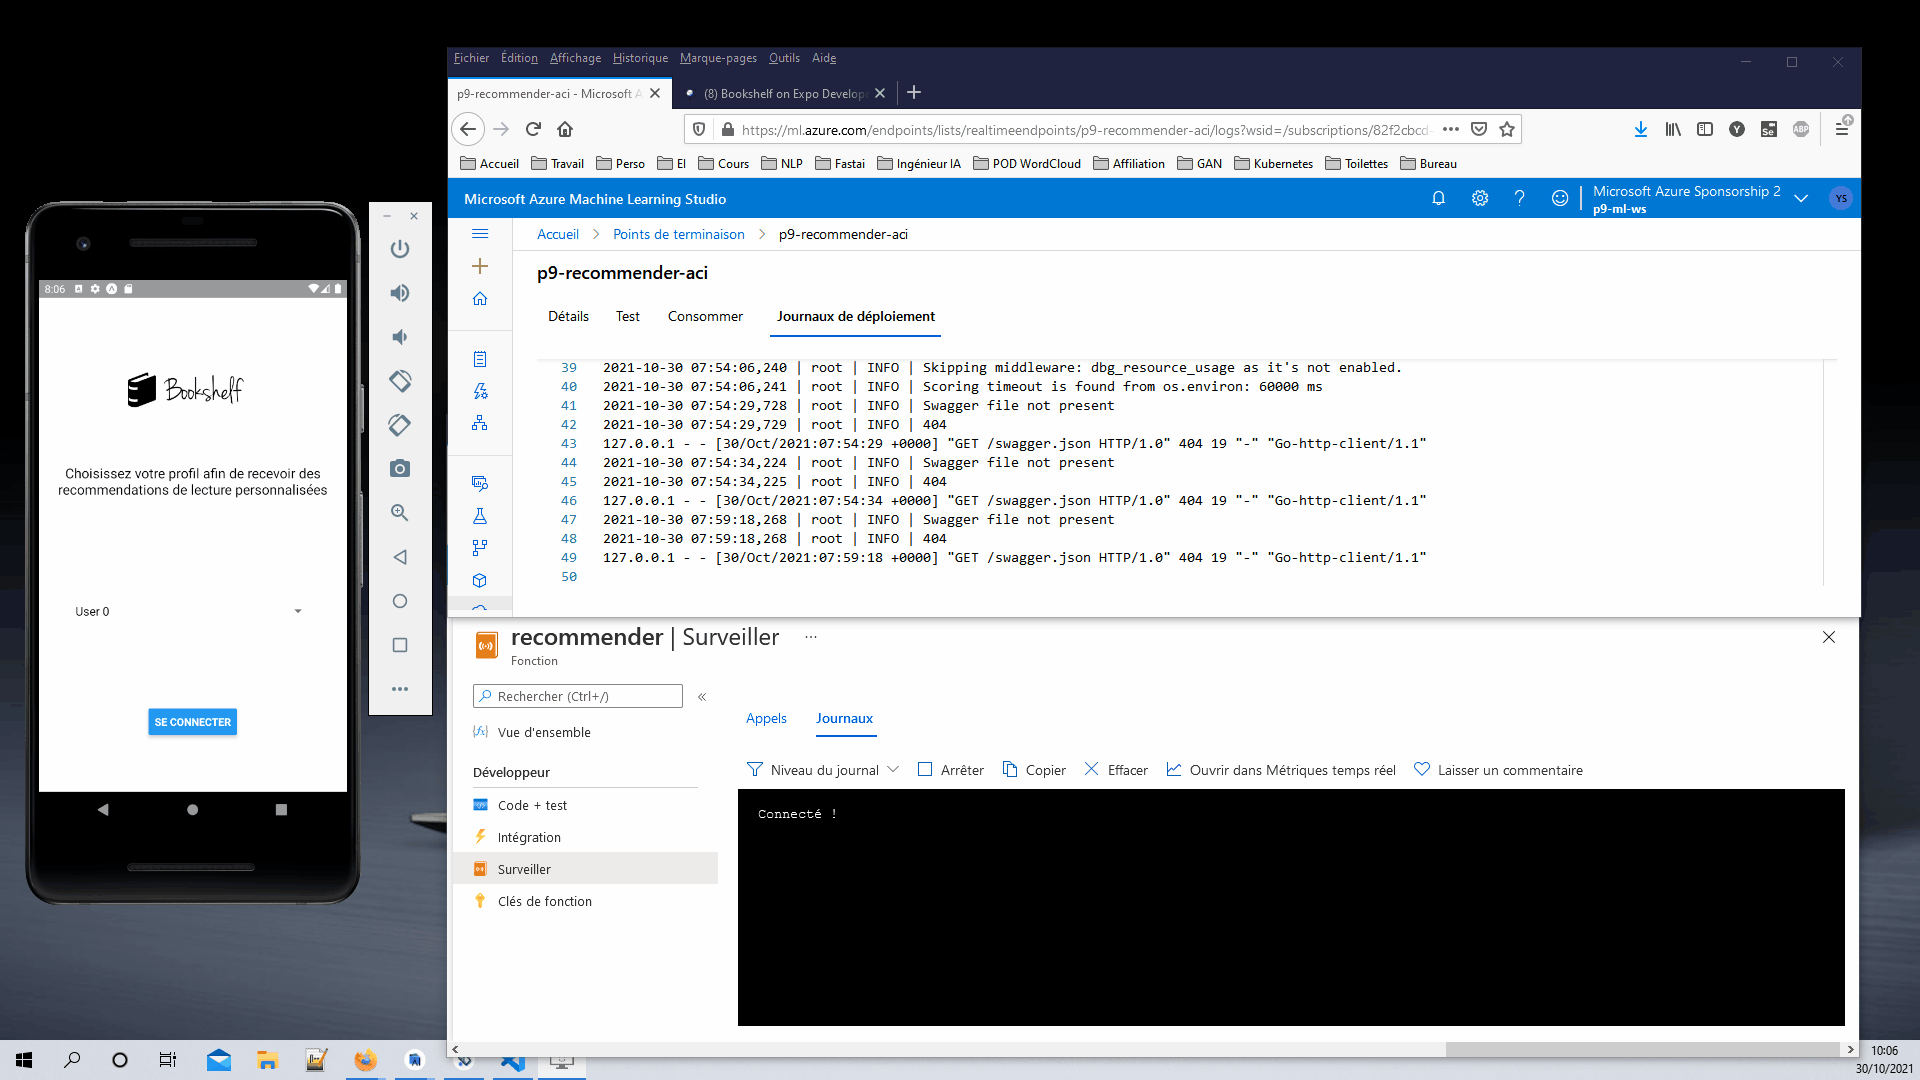 Fichier Édition Affichage Historique Marque-pages Outils Aide
p9-recommender-aci - Microsoft A
(8) Bookshelf on Expo Develop
https://ml.azure.com/endpoints/lists/realtimeendpoints/p9-recommender-aci/logs?wsid=/subscriptions/82f2cbcd-
Accueil Travail Perso EI Cours NLP Fastai Ingénieur IA POD WordCloud Affiliation GAN Kubernetes Toilettes Bureau
Microsoft Azure Machine Learning Studio
Microsoft Azure Sponsorship 2
p9-ml-ws
YS
Accueil > Points de terminaison > p9-recommender-aci
p9-recommender-aci
Détails Test Consommer Journaux de déploiement
39 2021-10-30 07:54:06,240 | root | INFO | Skipping middleware: dbg_resource_usage as it's not enabled.
40 2021-10-30 07:54:06,241 | root | INFO | Scoring timeout is found from os.environ: 60000 ms
41 2021-10-30 07:54:29,728 | root | INFO | Swagger file not present
42 2021-10-30 07:54:29,729 | root | INFO | 404
43 127.0.0.1 - - [30/Oct/2021:07:54:29 +0000] "GET /swagger.json HTTP/1.0" 404 19 "-" "Go-http-client/1.1"
44 2021-10-30 07:54:34,224 | root | INFO | Swagger file not present
45 2021-10-30 07:54:34,225 | root | INFO | 404
46 127.0.0.1 - - [30/Oct/2021:07:54:34 +0000] "GET /swagger.json HTTP/1.0" 404 19 "-" "Go-http-client/1.1"
47 2021-10-30 07:59:18,268 | root | INFO | Swagger file not present
48 2021-10-30 07:59:18,268 | root | INFO | 404
49 127.0.0.1 - - [30/Oct/2021:07:59:18 +0000] "GET /swagger.json HTTP/1.0" 404 19 "-" "Go-http-client/1.1"
50
8:06
Bookshelf
Choisissez votre profil afin de recevoir des
recommendations de lecture personnalisées
User 0
SE CONNECTER
recommender | Surveiller ...
Fonction
Rechercher (Ctrl+/)
Vue d'ensemble
Développeur
Code + test
Intégration
Surveiller
Clés de fonction
Appels Journaux
Niveau du journal Arrêter Copier Effacer Ouvrir dans Métriques temps réel Laisser un commentaire
Connecté !
10:06
30/10/2021